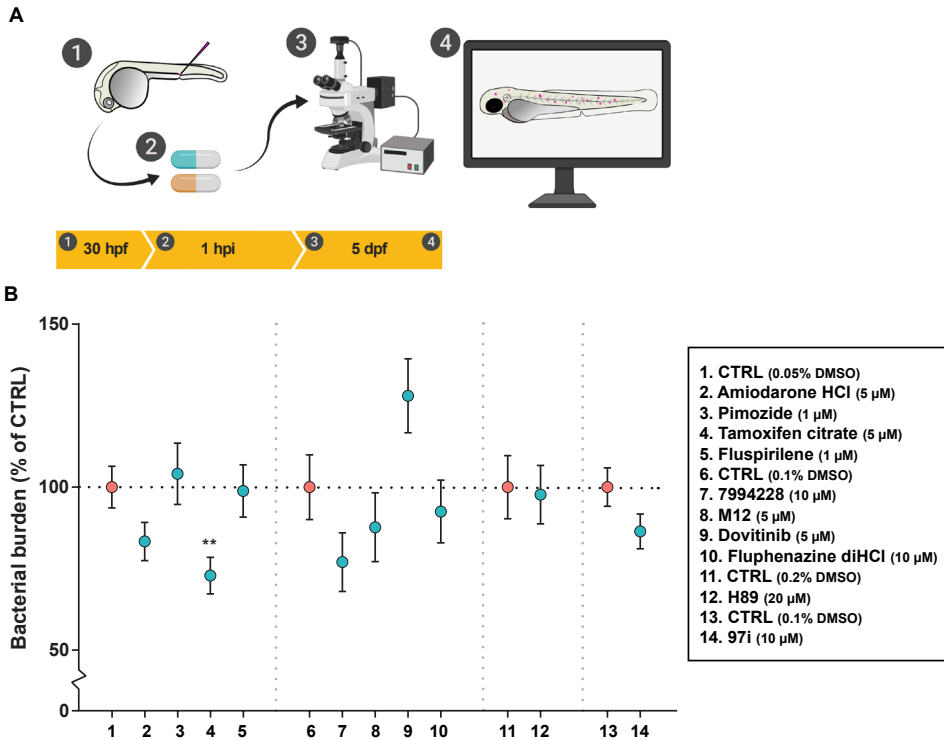 A
1
2
3
4
1 30 hpf 2 1 hpi 3 5 dpf 4
B
Bacterial burden (% of CTRL)
150
100
50
0
**
1 2 3 4 5 6 7 8 9 10 11 12 13 14
1. CTRL (0.05% DMSO)
2. Amiodarone HCl (5 µM)
3. Pimozide (1 µM)
4. Tamoxifen citrate (5 µM)
5. Fluspirilene (1 µM)
6. CTRL (0.1% DMSO)
7. 7994228 (10 µM)
8. M12 (5 µM)
9. Dovitinib (5 µM)
10. Fluphenazine diHCl (10 µM)
11. CTRL (0.2% DMSO)
12. H89 (20 µM)
13. CTRL (0.1% DMSO)
14. 97i (10 µM)